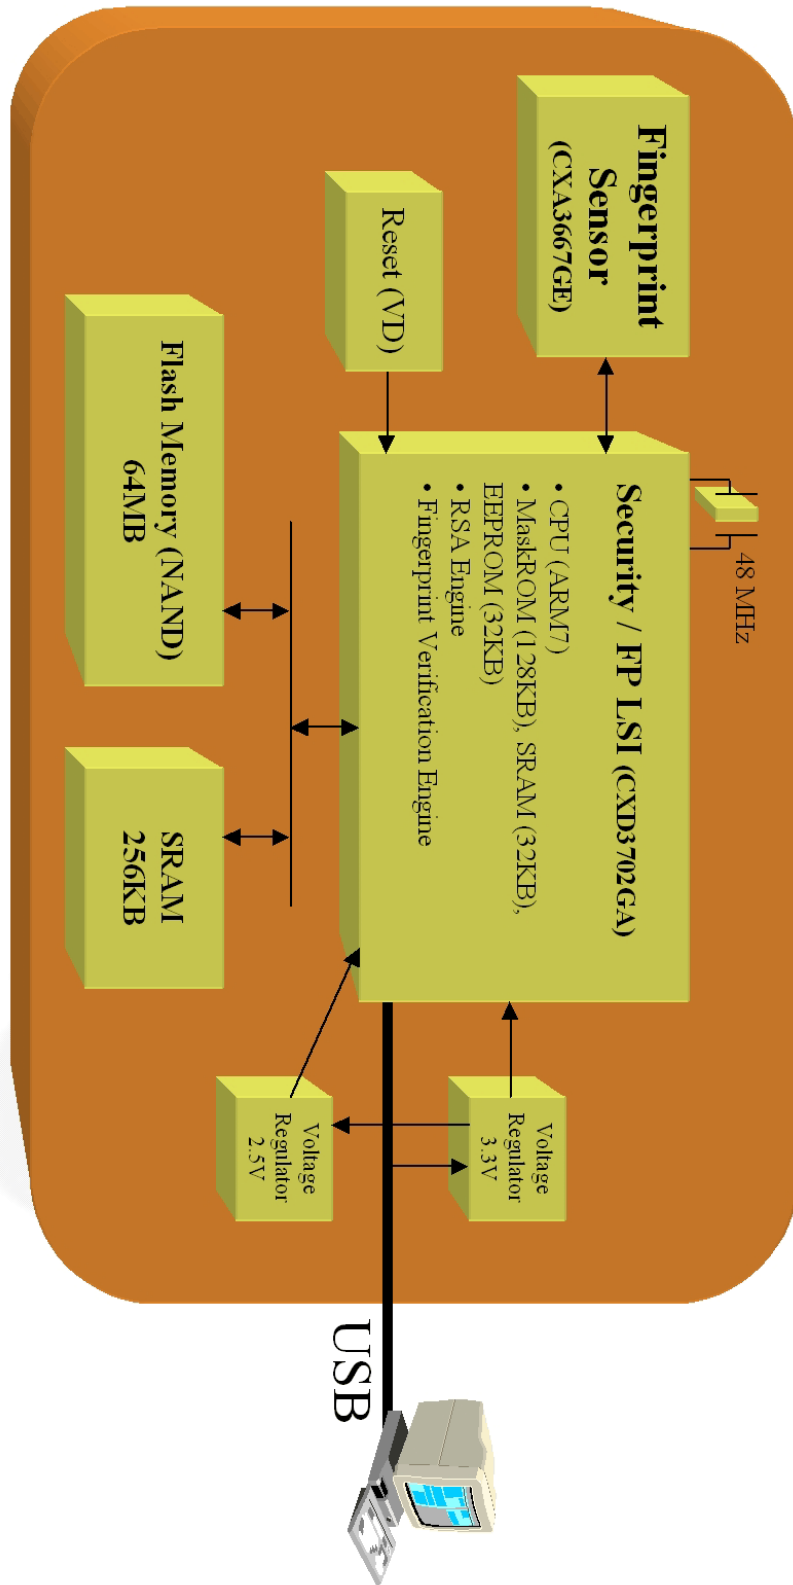 48 MHz
Fingerprint
Sensor
(CXA3667GE)
Security / FP LSI (CXD3702GA)
• CPU (ARM7)
• MaskROM (128KB), SRAM (32KB),
EEPROM (32KB)
• RSA Engine
• Fingerprint Verification Engine
Reset (VD)
Voltage
Regulator
3.3V
Voltage
Regulator
2.5V
USB
Flash Memory (NAND)
64MB
SRAM
256KB